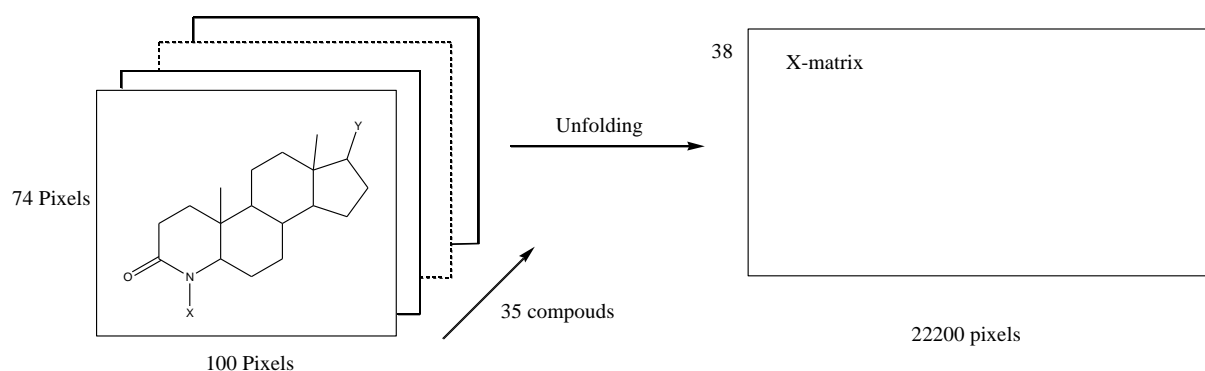 Y
O
N
X
74 Pixels
100 Pixels
35 compouds
Unfolding
38
X-matrix
22200 pixels